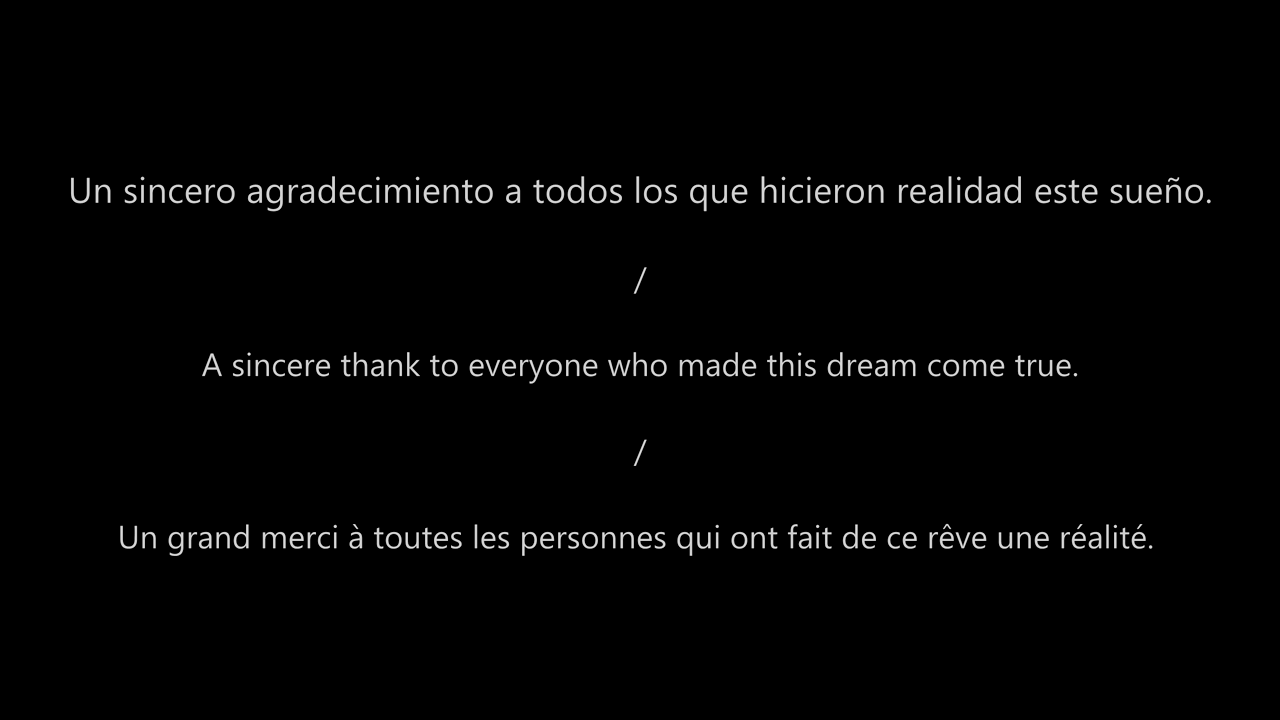 Un sincero agradecimiento a todos los que hicieron realidad este sueño.
/
A sincere thank to everyone who made this dream come true.
/
Un grand merci à toutes les personnes qui ont fait de ce rêve une réalité.